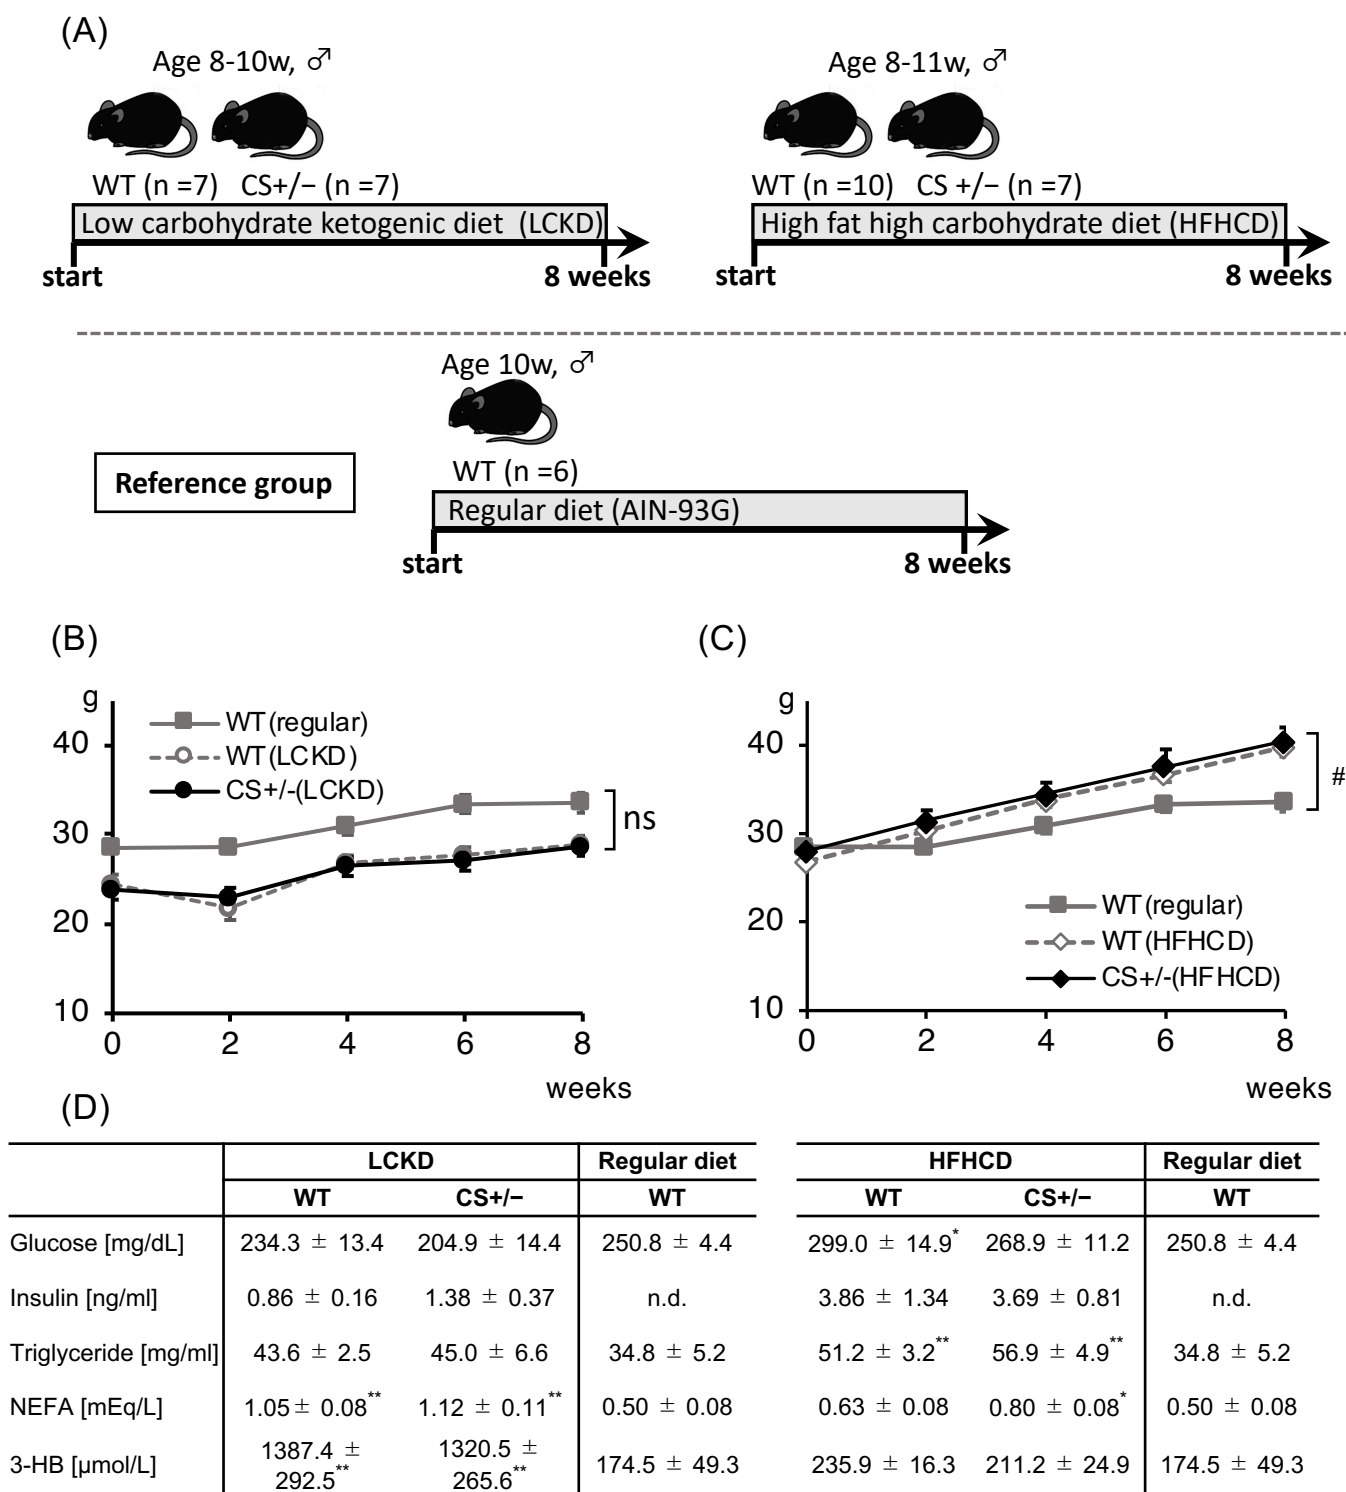 (A)
Age 8-10w, ♂
Age 8-11w, ♂
WT (n =7) CS+/− (n =7)
WT (n =10) CS +/− (n =7)
Low carbohydrate ketogenic diet (LCKD)
High fat high carbohydrate diet (HFHCD)
start 8 weeks
start 8 weeks
Age 10w, ♂
WT (n =6)
Reference group
Regular diet (AIN-93G)
start 8 weeks
(B)
g
WT(regular)
WT(LCKD)
CS+/-(LCKD)
40
30
20
10
ns
0 2 4 6 8
weeks
(C)
g
40
30
20
10
#
WT(regular)
WT(HFHCD)
CS+/-(HFHCD)
0 2 4 6 8
weeks
(D)
LCKD Regular diet HFHCD Regular diet
WT CS+/− WT WT CS+/− WT
Glucose [mg/dL] 234.3 ± 13.4 204.9 ± 14.4 250.8 ± 4.4 299.0 ± 14.9* 268.9 ± 11.2 250.8 ± 4.4
Insulin [ng/ml] 0.86 ± 0.16 1.38 ± 0.37 n.d. 3.86 ± 1.34 3.69 ± 0.81 n.d.
Triglyceride [mg/ml] 43.6 ± 2.5 45.0 ± 6.6 34.8 ± 5.2 51.2 ± 3.2** 56.9 ± 4.9** 34.8 ± 5.2
NEFA [mEq/L] 1.05 ± 0.08** 1.12 ± 0.11** 0.50 ± 0.08 0.63 ± 0.08 0.80 ± 0.08* 0.50 ± 0.08
3-HB [µmol/L] 1387.4 ± 292.5** 1320.5 ± 265.6** 174.5 ± 49.3 235.9 ± 16.3 211.2 ± 24.9 174.5 ± 49.3